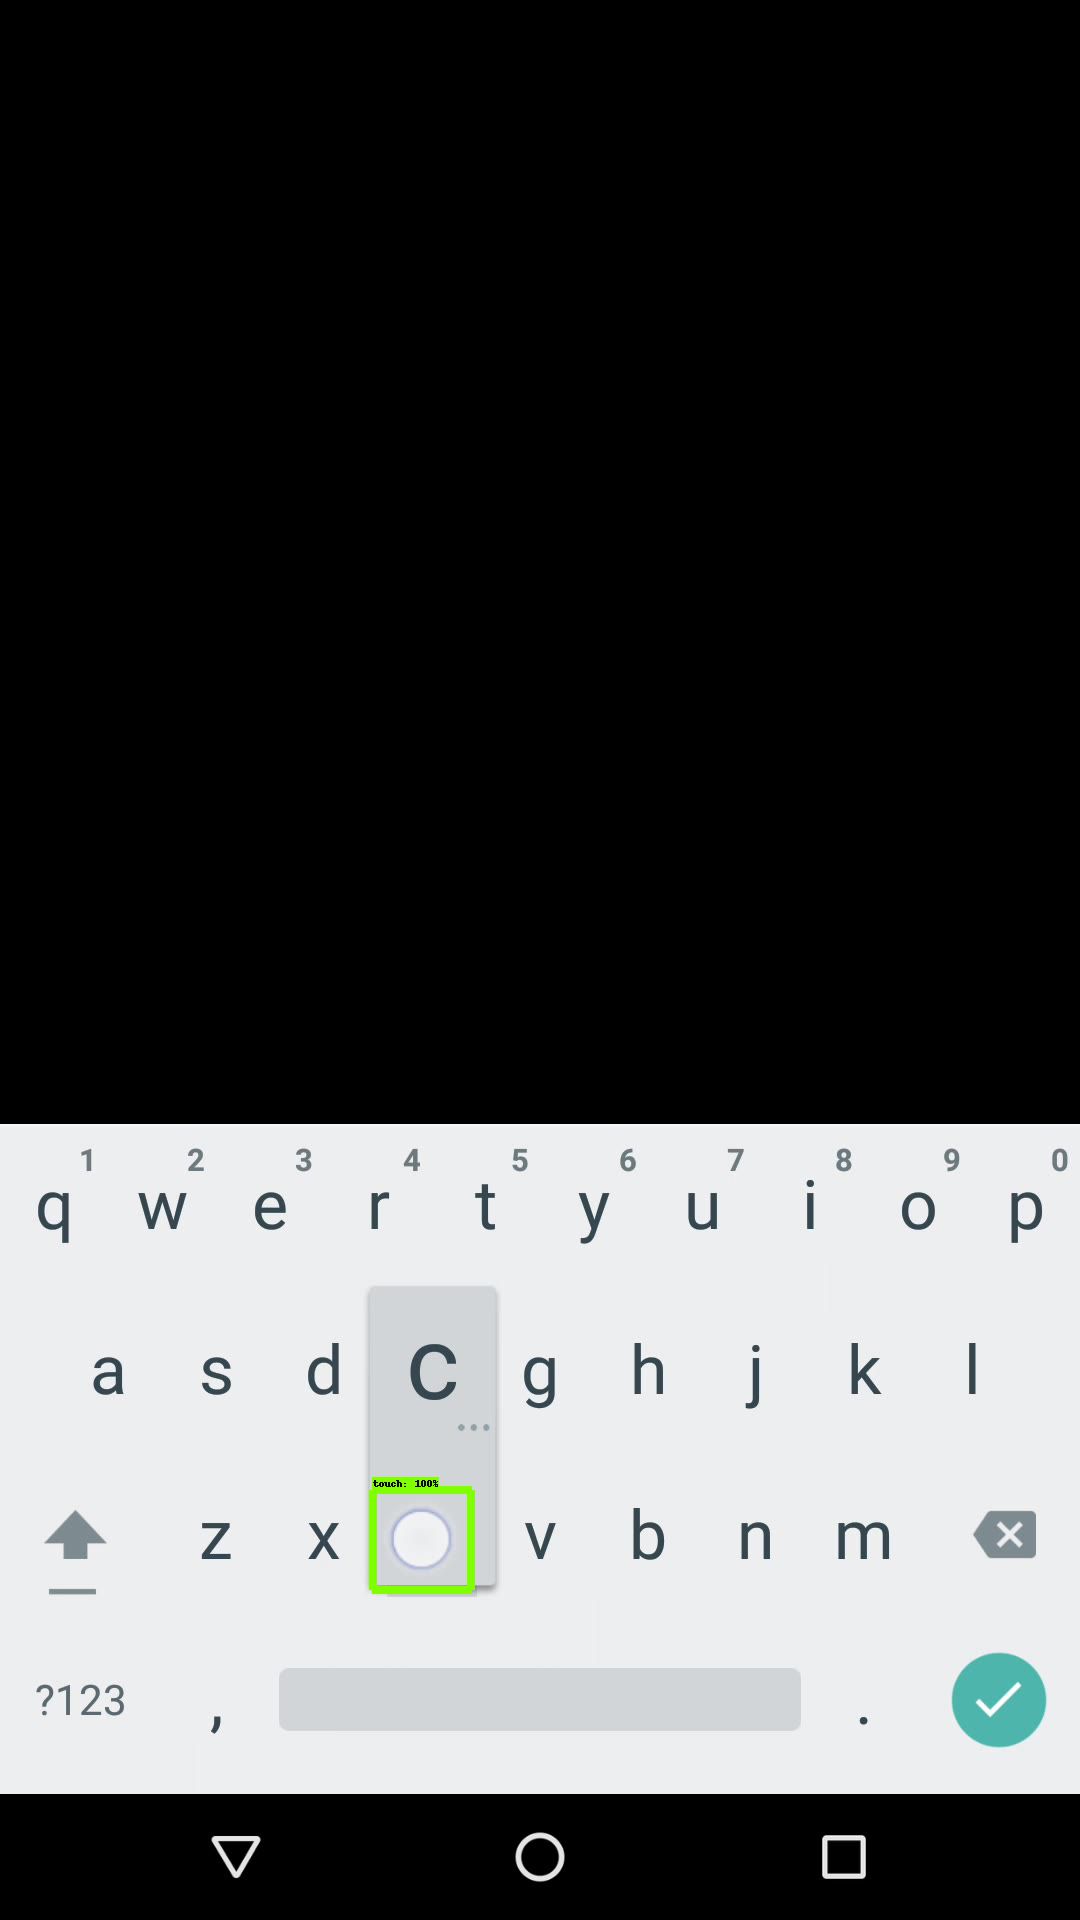 1 2 3 4 5 6 7 8 9 0
q w e r t y u i o p
a s d c g h j k l
...
touch: 100%
z x v b n m
?123 , .